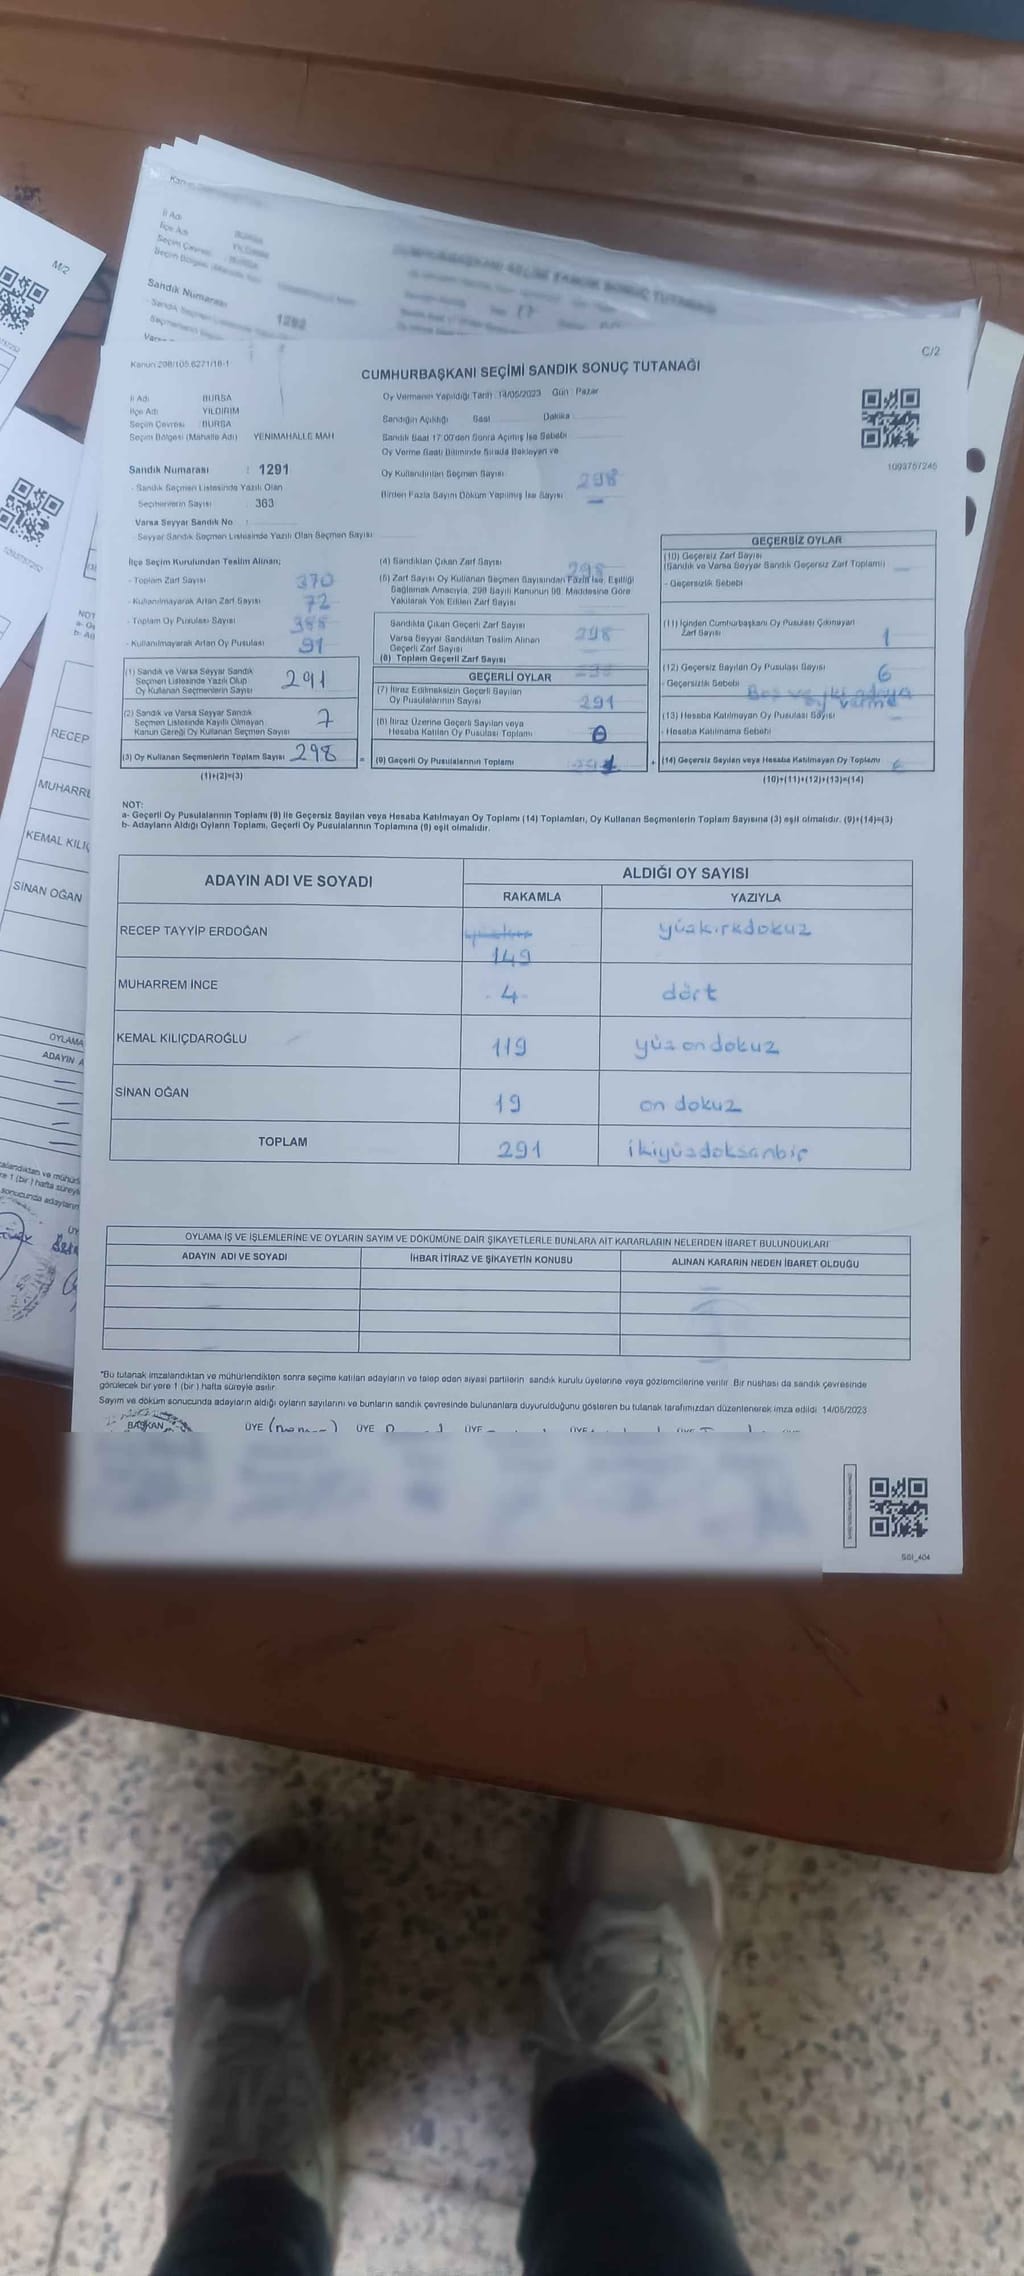 M/2
C/2
Kanun 298/105.6271/18-1
CUMHURBAŞKANI SEÇİMİ SANDIK SONUÇ TUTANAĞI
İl Adı BURSA
İlçe Adı YILDIRIM
Seçim Çevresi BURSA
Seçim Bölgesi (Mahalle Adı) YENİMAHALLE MAH
Oy Vermenin Yapıldığı Tarih : 14/05/2023 Gün : Pazar
Sandığın Açıldığı Saat Dakika
Sandık Saat 17:00'den Sonra Açılmış İse Sebebi
Oy Verme Saati Bitiminde Sırada Bekleyen ve
Oy Kullandırılan Seçmen Sayısı 298
Birden Fazla Sayım Döküm Yapılmış İse Sayısı —
1093757245
Sandık Numarası : 1291
- Sandık Seçmen Listesinde Yazılı Olan
Seçmenlerin Sayısı : 363
Varsa Seyyar Sandık No :
- Seyyar Sandık Seçmen Listesinde Yazılı Olan Seçmen Sayısı
İlçe Seçim Kurulundan Teslim Alınan;
- Toplam Zarf Sayısı 370
- Kullanılmayarak Artan Zarf Sayısı 72
- Toplam Oy Pusulası Sayısı
- Kullanılmayarak Artan Oy Pusulası 91
(1) Sandık ve Varsa Seyyar Sandık
Seçmen Listesinde Yazılı Olup
Oy Kullanan Seçmenlerin Sayısı 291
(2) Sandık ve Varsa Seyyar Sandık
Seçmen Listesinde Kayıtlı Olmayan
Kanun Gereği Oy Kullanan Seçmen Sayısı 7
(3) Oy Kullanan Seçmenlerin Toplam Sayısı 298
(1)+(2)=(3)
(4) Sandıktan Çıkan Zarf Sayısı 298
(5) Zarf Sayısı Oy Kullanan Seçmen Sayısından Fazla İse, Eşitliği
Sağlamak Amacıyla, 298 Sayılı Kanunun 98. Maddesine Göre
Yakılarak Yok Edilen Zarf Sayısı
Sandıkta Çıkan Geçerli Zarf Sayısı 298
Varsa Seyyar Sandıktan Teslim Alınan
Geçerli Zarf Sayısı
(6) Toplam Geçerli Zarf Sayısı
GEÇERLİ OYLAR
(7) İtiraz Edilmeksizin Geçerli Sayılan
Oy Pusulalarının Sayısı 291
(8) İtiraz Üzerine Geçerli Sayılan veya
Hesaba Katılan Oy Pusulası Toplamı 0
(9) Geçerli Oy Pusulalarının Toplamı
GEÇERSİZ OYLAR
(10) Geçersiz Zarf Sayısı
(Sandık ve Varsa Seyyar Sandık Geçersiz Zarf Toplamı) —
- Geçersizlik Sebebi
(11) İçinden Cumhurbaşkanı Oy Pusulası Çıkmayan
Zarf Sayısı 1
(12) Geçersiz Sayılan Oy Pusulası Sayısı 6
- Geçersizlik Sebebi Boş ve iki adaya
oy verme
(13) Hesaba Katılmayan Oy Pusulası Sayısı
- Hesaba Katılmama Sebebi
(14) Geçersiz Sayılan veya Hesaba Katılmayan Oy Toplamı
(10)+(11)+(12)+(13)=(14)
NOT:
a- Geçerli Oy Pusulalarının Toplamı (9) ile Geçersiz Sayılan veya Hesaba Katılmayan Oy Toplamı (14) Toplamları, Oy Kullanan Seçmenlerin Toplam Sayısına (3) eşit olmalıdır. (9)+(14)=(3)
b- Adayların Aldığı Oyların Toplamı, Geçerli Oy Pusulalarının Toplamına (9) eşit olmalıdır.
ADAYIN ADI VE SOYADI ALDIĞI OY SAYISI
RAKAMLA YAZIYLA
RECEP TAYYİP ERDOĞAN 149 yüzkırkdokuz
MUHARREM İNCE 4 dört
KEMAL KILIÇDAROĞLU 119 yüz on dokuz
SİNAN OĞAN 19 on dokuz
TOPLAM 291 ikiyüzdoksanbir
OYLAMA İŞ VE İŞLEMLERİNE VE OYLARIN SAYIM VE DÖKÜMÜNE DAİR ŞİKAYETLERLE BUNLARA AİT KARARLARIN NELERDEN İBARET BULUNDUKLARI
ADAYIN ADI VE SOYADI İHBAR İTİRAZ VE ŞİKAYETİN KONUSU ALINAN KARARIN NEDEN İBARET OLDUĞU
*Bu tutanak imzalandıktan ve mühürlendikten sonra seçime katılan adayların ve talep eden siyasi partilerin sandık kurulu üyelerine veya gözlemcilerine verilir. Bir nüshası da sandık çevresinde
görülecek bir yere 1 (bir) hafta süreyle asılır.
Sayım ve döküm sonucunda adayların aldığı oyların sayılarını ve bunların sandık çevresinde bulunanlara duyurulduğunu gösteren bu tutanak tarafımızdan düzenlenerek imza edildi. 14/05/2023
BAŞKAN ÜYE ÜYE ÜYE ÜYE
SGI_404
İl Adı BURSA
İlçe Adı
Seçim Çevresi BURSA
Sandık Numarası 1292
RECEP
MUHARRE
KEMAL KILIÇ
SİNAN OĞAN
OYLAMA
ADAYIN A